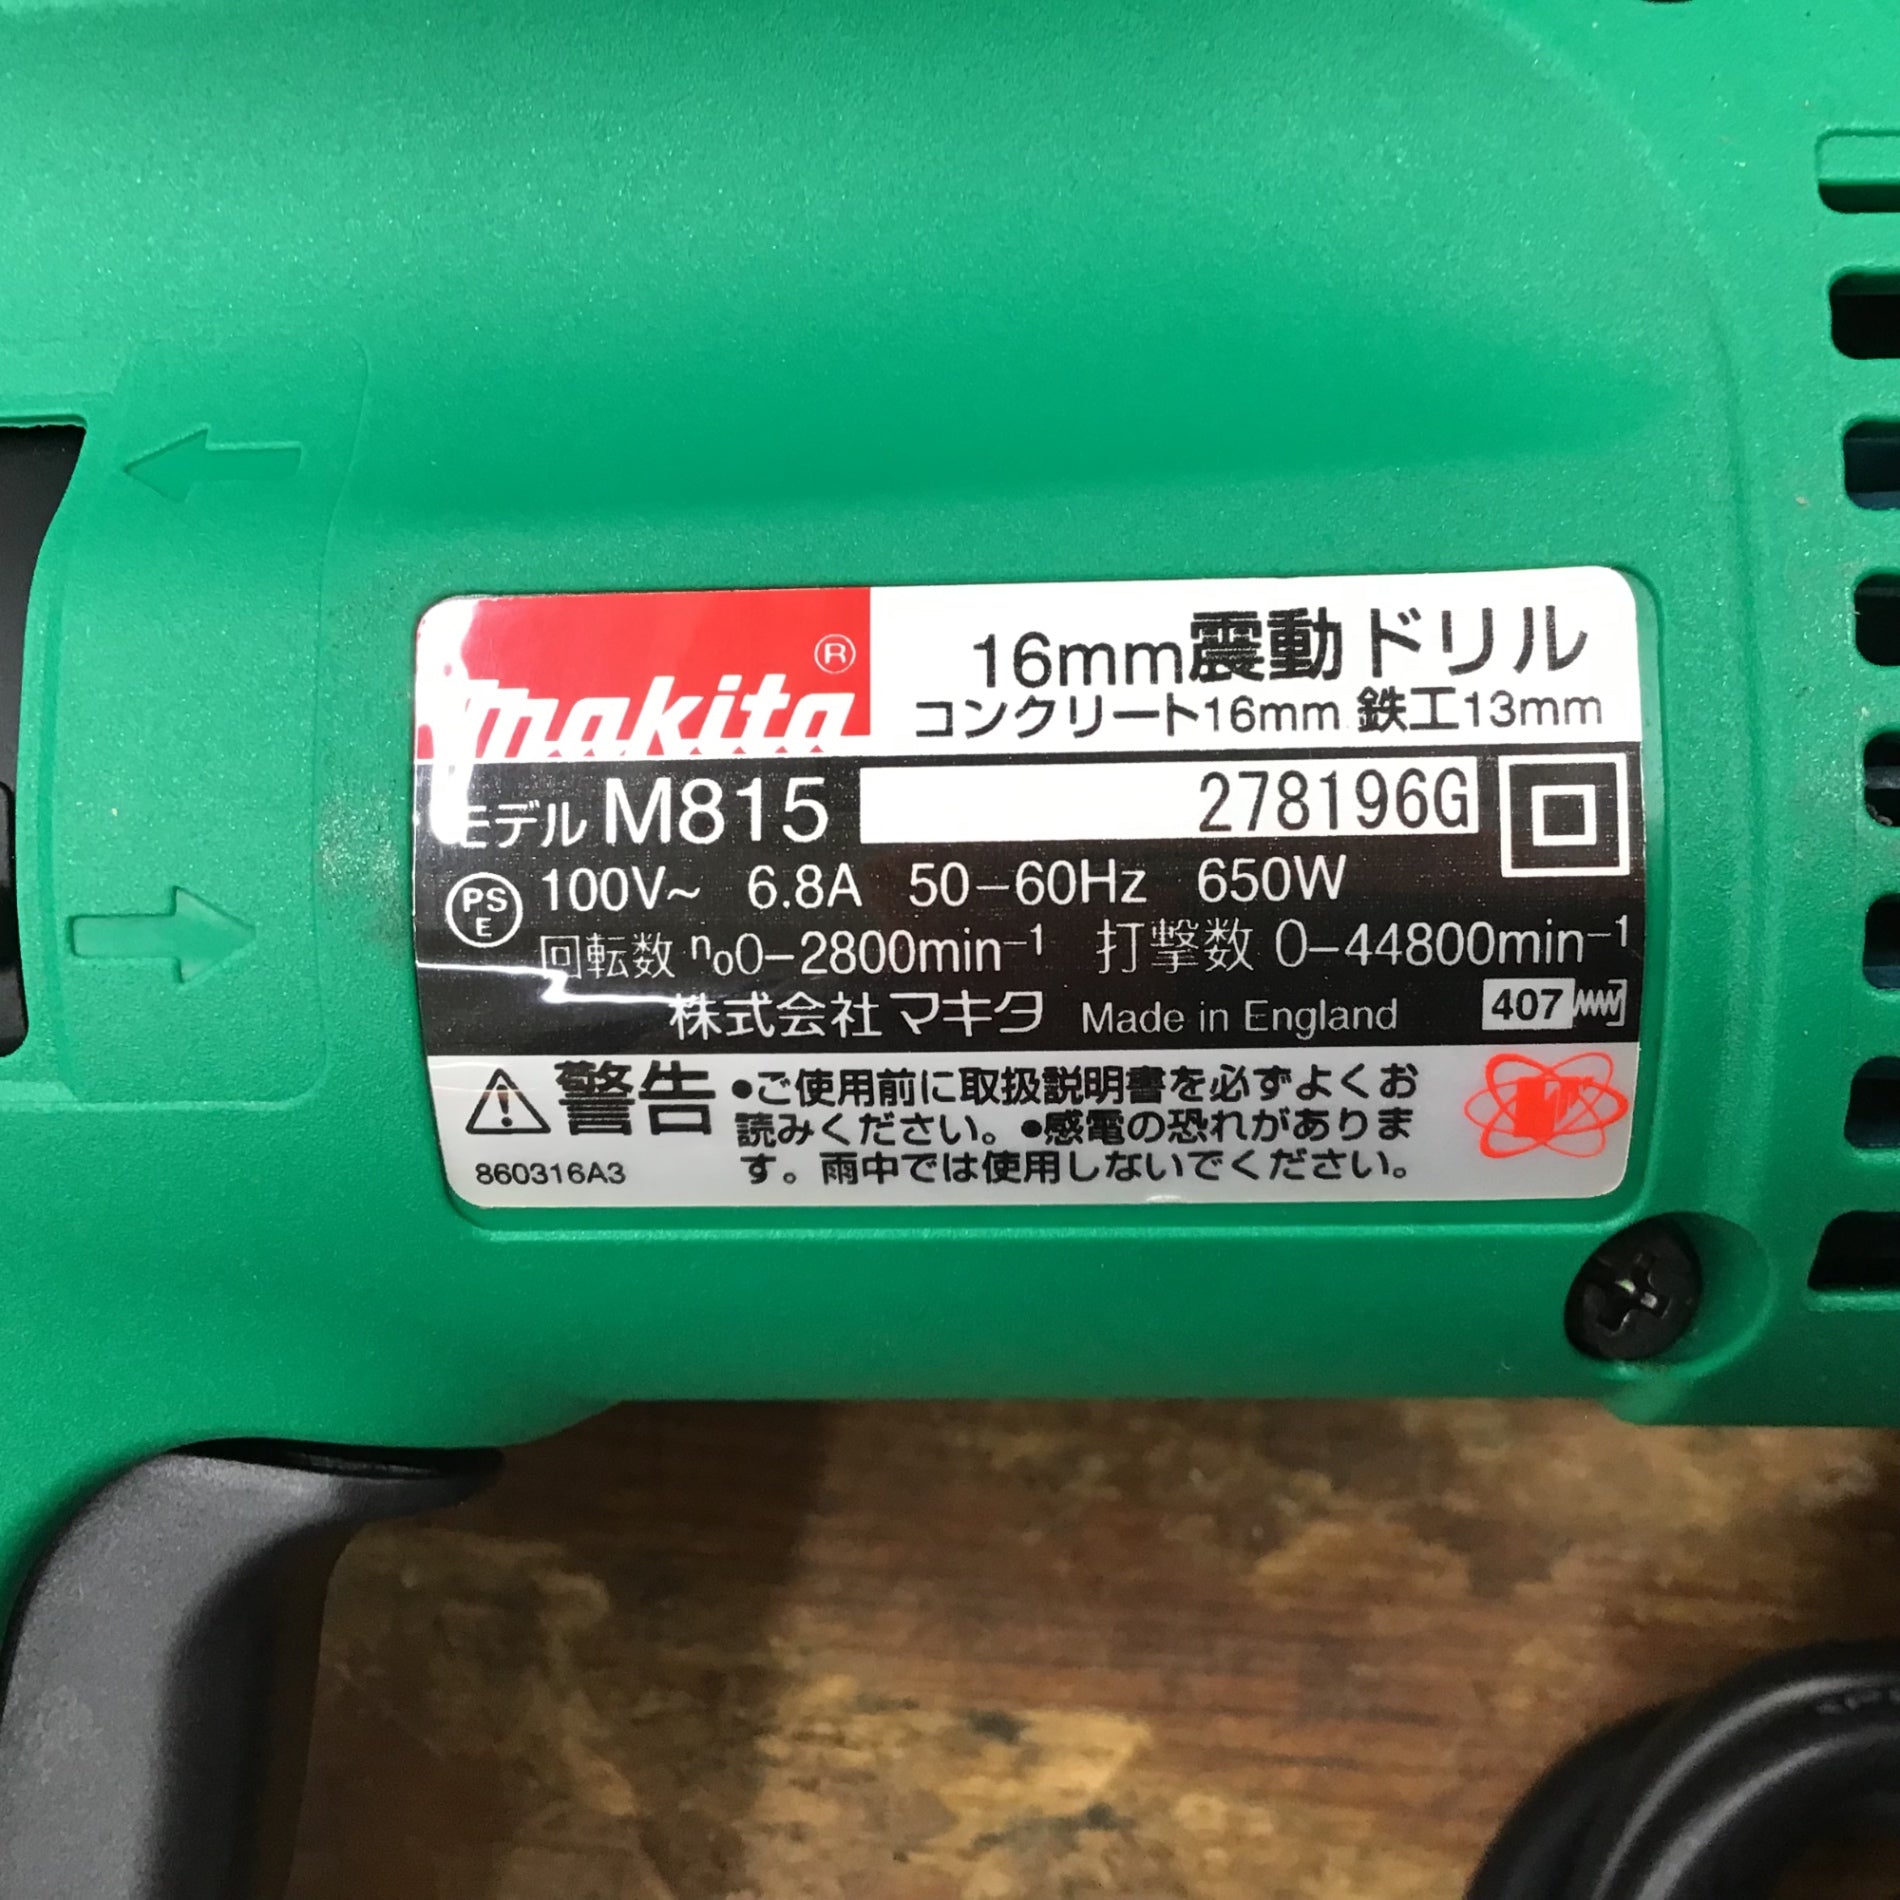 makita®
16mm震動ドリル
コンクリート16mm 鉄工13mm
モデル M815 278196G
PSE 100V~ 6.8A 50-60Hz 650W
回転数 n₀0-2800min⁻¹ 打撃数 0-44800min⁻¹
株式会社マキタ Made in England 407
⚠警告 •ご使用前に取扱説明書を必ずよくお
読みください。•感電の恐れがありま
す。雨中では使用しないでください。
860316A3